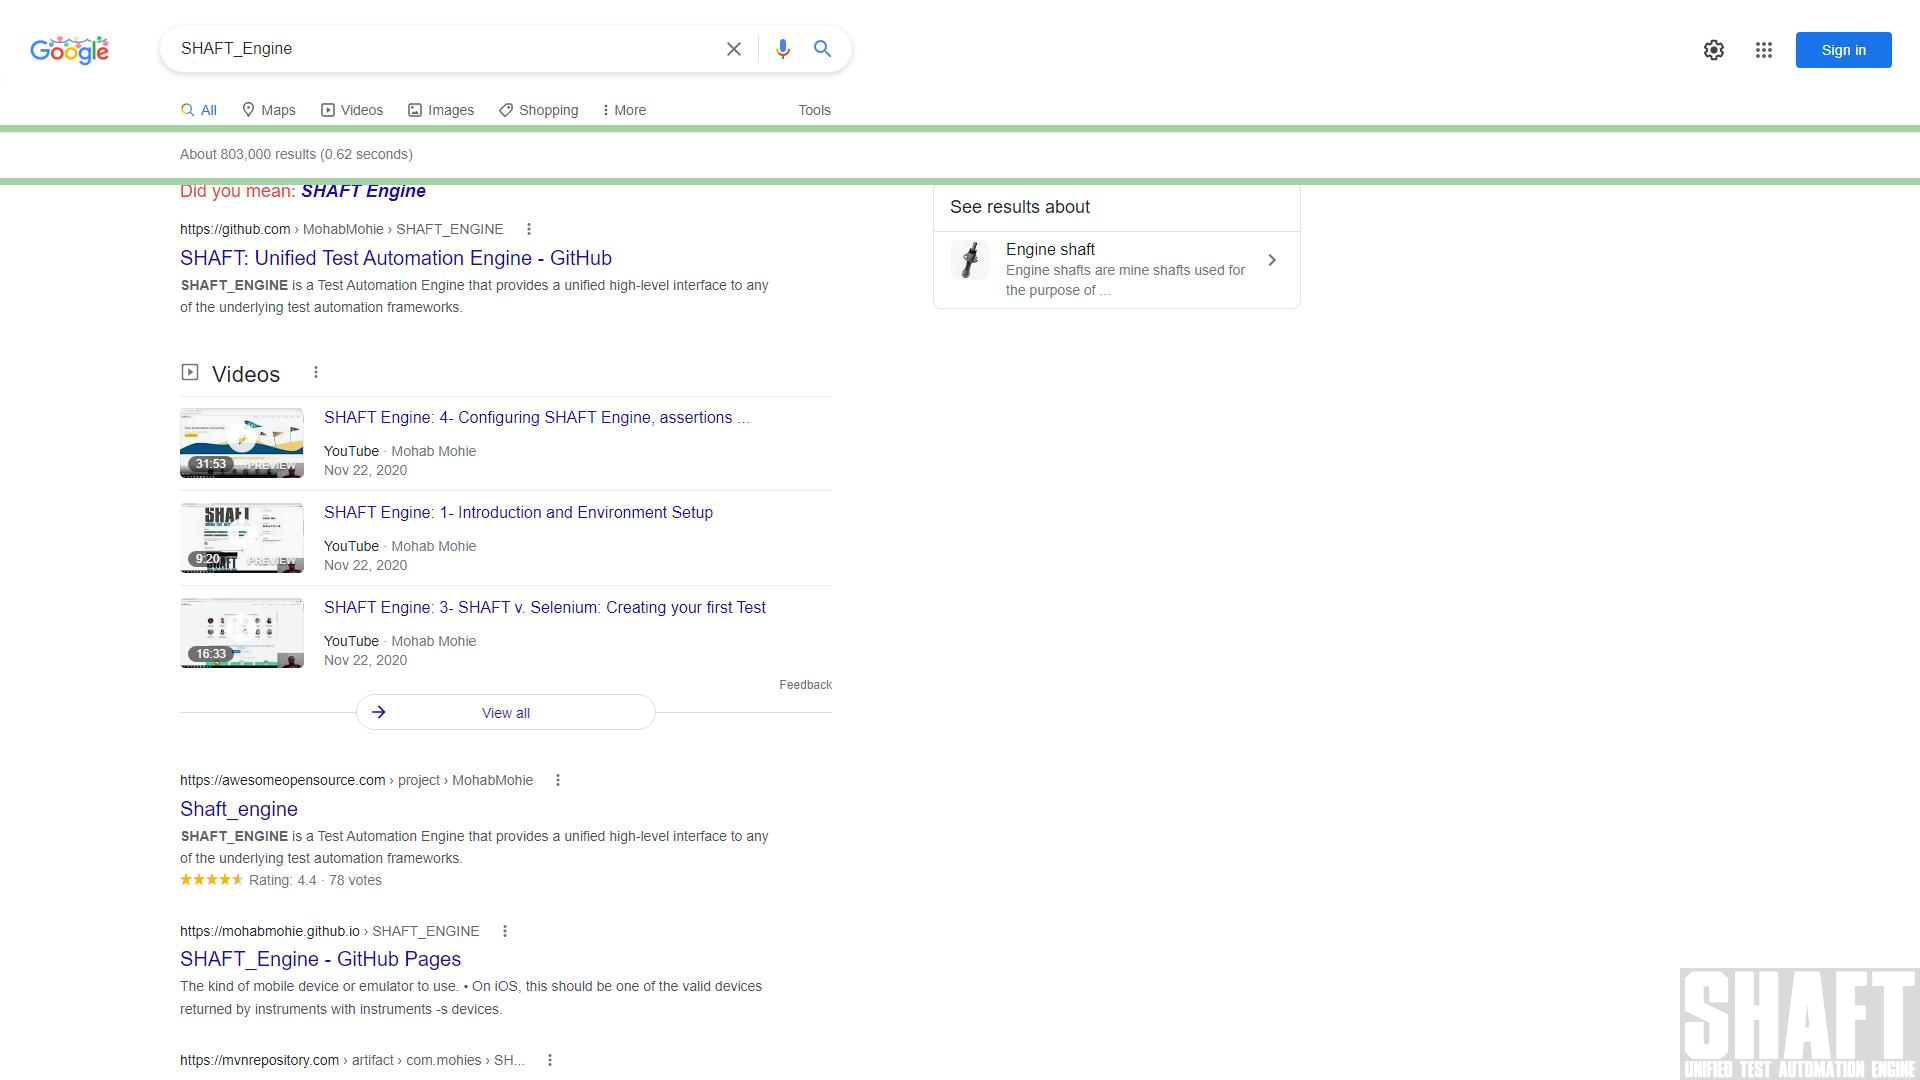 Google
SHAFT_Engine
Sign in
All
Maps
Videos
Images
Shopping
More
Tools
About 803,000 results (0.62 seconds)
Did you mean: SHAFT Engine
https://github.com › MohabMohie › SHAFT_ENGINE
SHAFT: Unified Test Automation Engine - GitHub
SHAFT_ENGINE is a Test Automation Engine that provides a unified high-level interface to any
of the underlying test automation frameworks.
See results about
Engine shaft
Engine shafts are mine shafts used for
the purpose of ...
Videos
SHAFT Engine: 4- Configuring SHAFT Engine, assertions ...
31:53
PREVIEW
YouTube · Mohab Mohie
Nov 22, 2020
SHAFT Engine: 1- Introduction and Environment Setup
SHAFT
9:20
PREVIEW
SHAFT
YouTube · Mohab Mohie
Nov 22, 2020
SHAFT Engine: 3- SHAFT v. Selenium: Creating your first Test
16:33
YouTube · Mohab Mohie
Nov 22, 2020
Feedback
View all
https://awesomeopensource.com › project › MohabMohie
Shaft_engine
SHAFT_ENGINE is a Test Automation Engine that provides a unified high-level interface to any
of the underlying test automation frameworks.
Rating: 4.4 · 78 votes
https://mohabmohie.github.io › SHAFT_ENGINE
SHAFT_Engine - GitHub Pages
The kind of mobile device or emulator to use. • On iOS, this should be one of the valid devices
returned by instruments with instruments -s devices.
https://mvnrepository.com › artifact › com.mohies › SH...
SHAFT
UNIFIED TEST AUTOMATION ENGINE